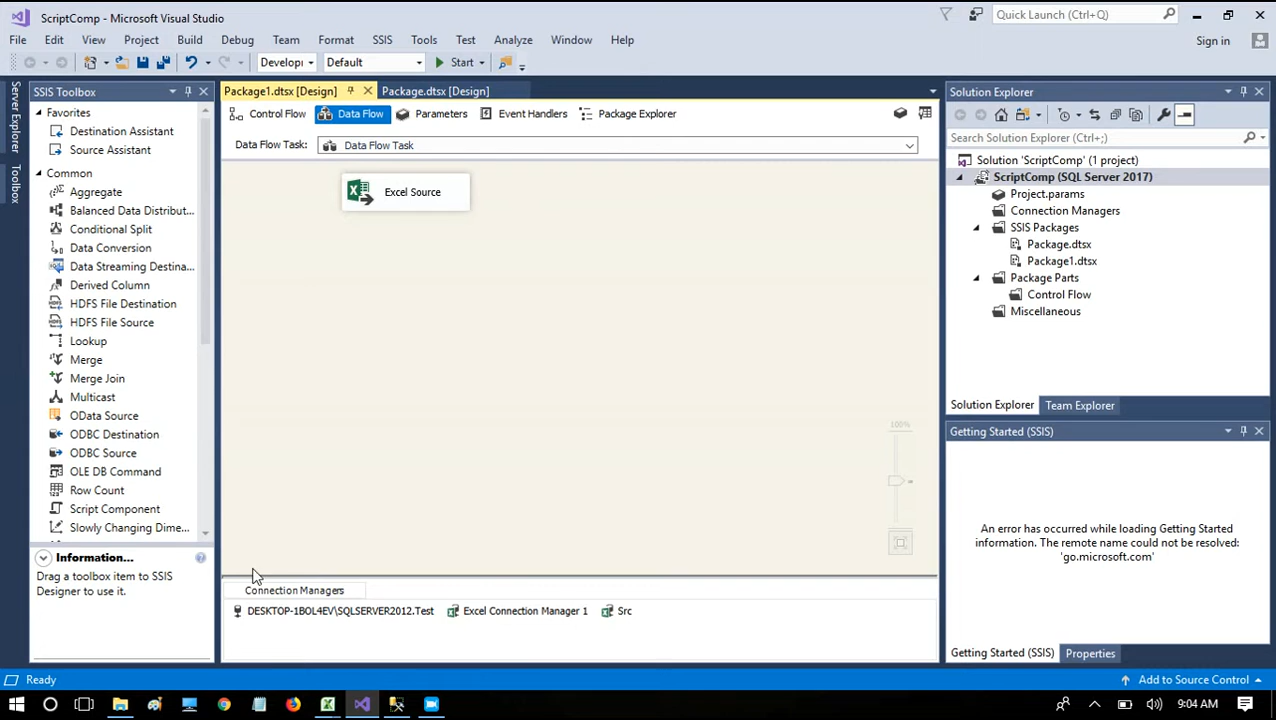 ScriptComp - Microsoft Visual Studio
Quick Launch (Ctrl+Q)
File Edit View Project Build Debug Team Format SSIS Tools Test Analyze Window Help
Sign in
Developı Default Start
Server Explorer
Toolbox
SSIS Toolbox
Favorites
Destination Assistant
Source Assistant
Common
Aggregate
Balanced Data Distribut...
Conditional Split
Data Conversion
Data Streaming Destina...
Derived Column
HDFS File Destination
HDFS File Source
Lookup
Merge
Merge Join
Multicast
OData Source
ODBC Destination
ODBC Source
OLE DB Command
Row Count
Script Component
Slowly Changing Dime...
Information...
Drag a toolbox item to SSIS
Designer to use it.
Package1.dtsx [Design] Package.dtsx [Design]
Control Flow Data Flow Parameters Event Handlers Package Explorer
Data Flow Task: Data Flow Task
Excel Source
100%
Connection Managers
DESKTOP-1BOL4EV\SQLSERVER2012.Test Excel Connection Manager 1 Src
Solution Explorer
Search Solution Explorer (Ctrl+;)
Solution 'ScriptComp' (1 project)
ScriptComp (SQL Server 2017)
Project.params
Connection Managers
SSIS Packages
Package.dtsx
Package1.dtsx
Package Parts
Control Flow
Miscellaneous
Solution Explorer Team Explorer
Getting Started (SSIS)
An error has occurred while loading Getting Started
information. The remote name could not be resolved:
'go.microsoft.com'
Getting Started (SSIS) Properties
Ready
Add to Source Control
9:04 AM